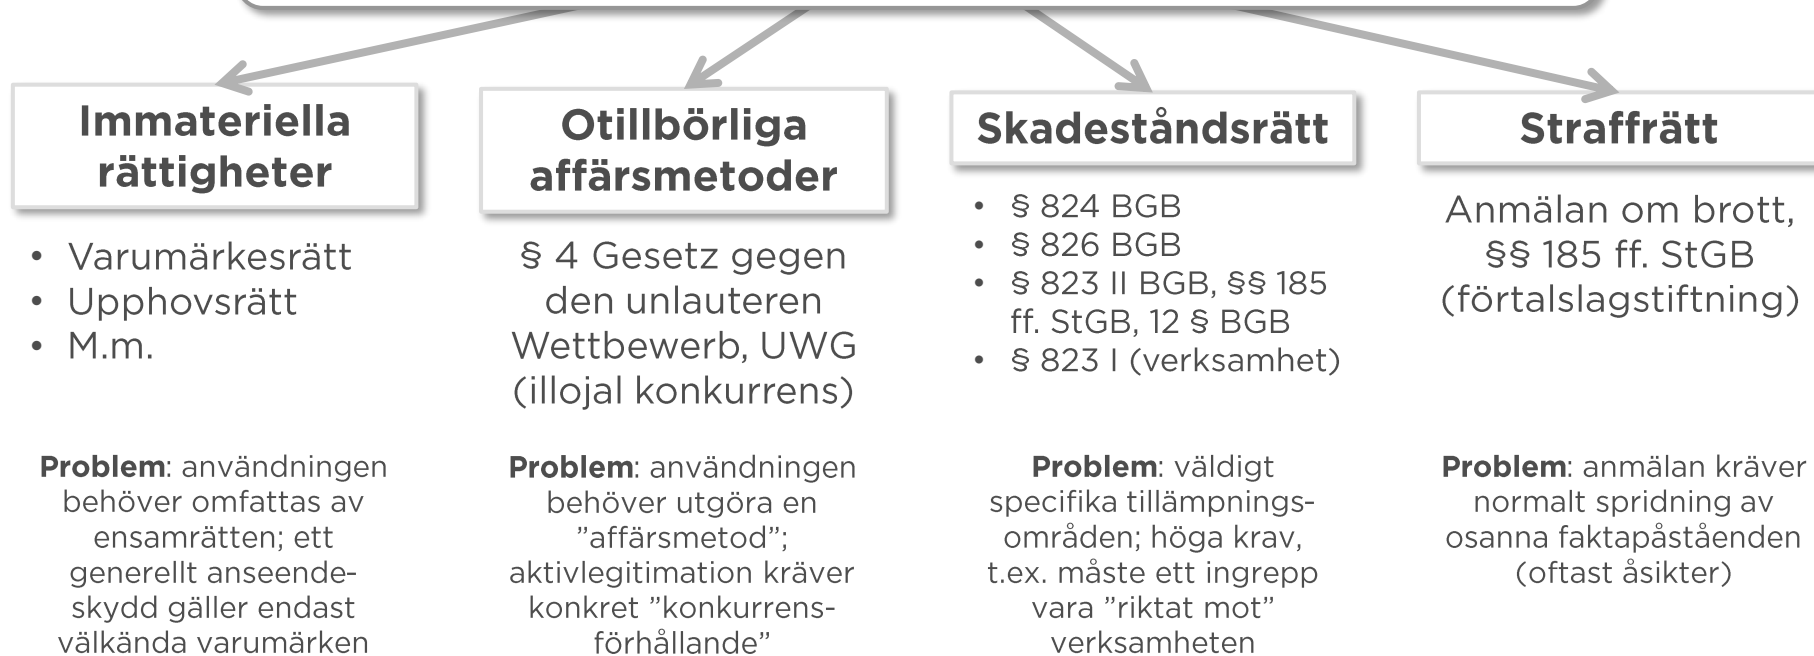 Immateriella
rättigheter
• Varumärkesrätt
• Upphovsrätt
• M.m.
Problem: användningen
behöver omfattas av
ensamrätten; ett
generellt anseende-
skydd gäller endast
välkända varumärken
Otillbörliga
affärsmetoder
§ 4 Gesetz gegen
den unlauteren
Wettbewerb, UWG
(illojal konkurrens)
Problem: användningen
behöver utgöra en
”affärsmetod”;
aktivlegitimation kräver
konkret ”konkurrens-
förhållande”
Skadeståndsrätt
• § 824 BGB
• § 826 BGB
• § 823 II BGB, §§ 185
ff. StGB, 12 § BGB
• § 823 I (verksamhet)
Problem: väldigt
specifika tillämpnings-
områden; höga krav,
t.ex. måste ett ingrepp
vara ”riktat mot”
verksamheten
Straffrätt
Anmälan om brott,
§§ 185 ff. StGB
(förtalslagstiftning)
Problem: anmälan kräver
normalt spridning av
osanna faktapåståenden
(oftast åsikter)